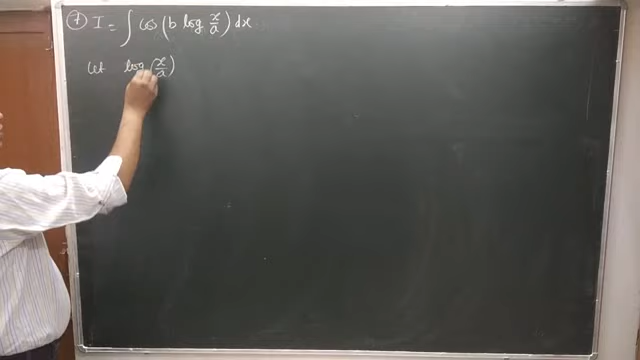 7 I = ∫ cos (b log x/a) dx
Let log (x/a)